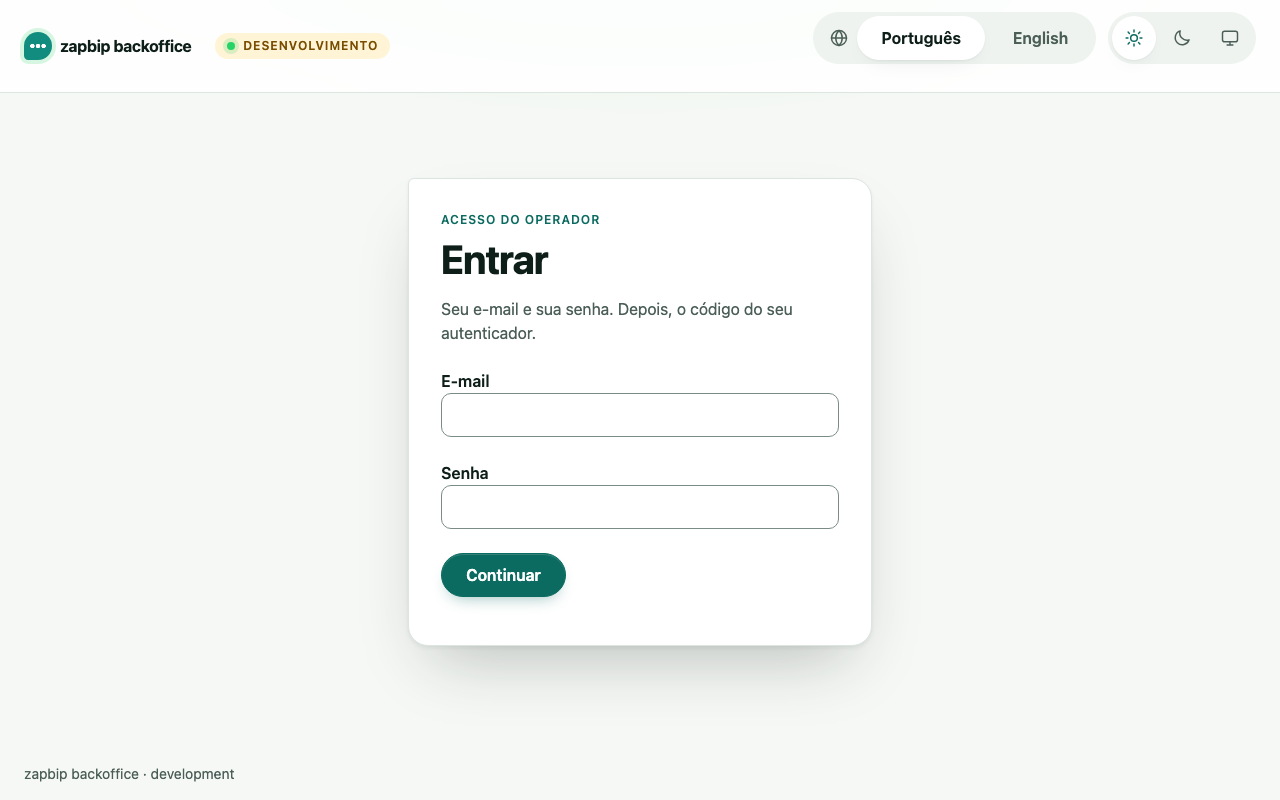 zapbip backoffice
DESENVOLVIMENTO
Português
English
ACESSO DO OPERADOR
Entrar
Seu e-mail e sua senha. Depois, o código do seu
autenticador.
E-mail
Senha
Continuar
zapbip backoffice · development